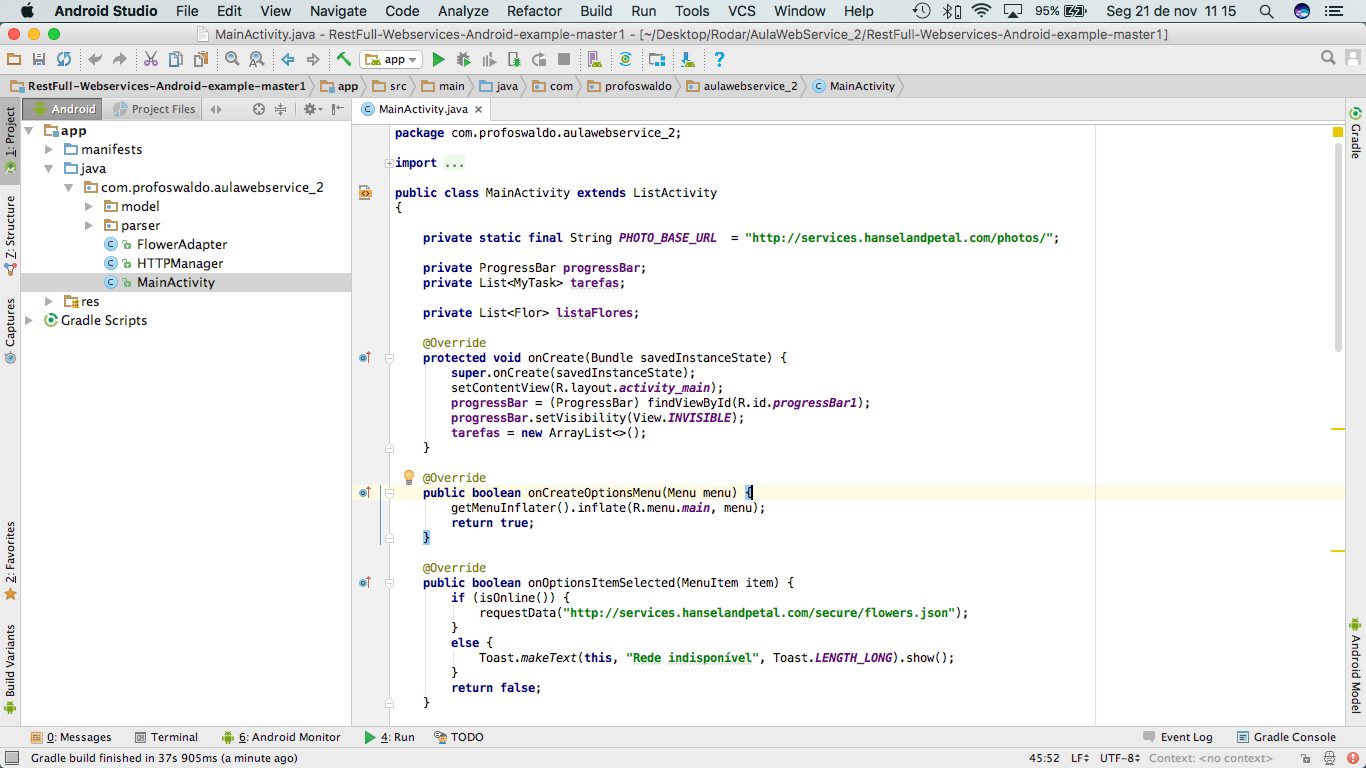 Android Studio File Edit View Navigate Code Analyze Refactor Build Run Tools VCS Window Help 95% Seg 21 de nov 11 15
MainActivity.java - RestFull-Webservices-Android-example-master1 - [~/Desktop/Rodar/AulaWebService_2/RestFull-Webservices-Android-example-master1]
app
RestFull-Webservices-Android-example-master1 app src main java com profoswaldo aulawebservice_2 MainActivity
Android Project Files
MainActivity.java
1: Project
Z: Structure
Captures
2: Favorites
Build Variants
app
manifests
java
com.profoswaldo.aulawebservice_2
model
parser
FlowerAdapter
HTTPManager
MainActivity
res
Gradle Scripts
package com.profoswaldo.aulawebservice_2;
import ...
public class MainActivity extends ListActivity
{
private static final String PHOTO_BASE_URL = "http://services.hanselandpetal.com/photos/";
private ProgressBar progressBar;
private List<MyTask> tarefas;
private List<Flor> listaFlores;
@Override
protected void onCreate(Bundle savedInstanceState) {
super.onCreate(savedInstanceState);
setContentView(R.layout.activity_main);
progressBar = (ProgressBar) findViewById(R.id.progressBar1);
progressBar.setVisibility(View.INVISIBLE);
tarefas = new ArrayList<>();
}
@Override
public boolean onCreateOptionsMenu(Menu menu) {
getMenuInflater().inflate(R.menu.main, menu);
return true;
}
@Override
public boolean onOptionsItemSelected(MenuItem item) {
if (isOnline()) {
requestData("http://services.hanselandpetal.com/secure/flowers.json");
}
else {
Toast.makeText(this, "Rede indisponível", Toast.LENGTH_LONG).show();
}
return false;
}
Gradle
Android Model
0: Messages Terminal 6: Android Monitor 4: Run TODO Event Log Gradle Console
Gradle build finished in 37s 905ms (a minute ago) 45:52 LF UTF-8 Context: <no context>